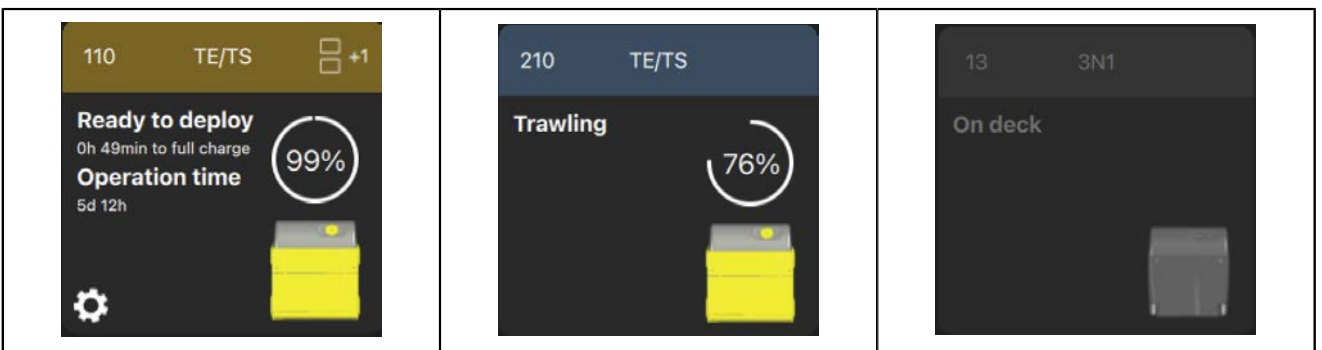 110 TE/TS +1
Ready to deploy
0h 49min to full charge
Operation time
5d 12h
99%
210 TE/TS
Trawling
76%
13 3N1
On deck